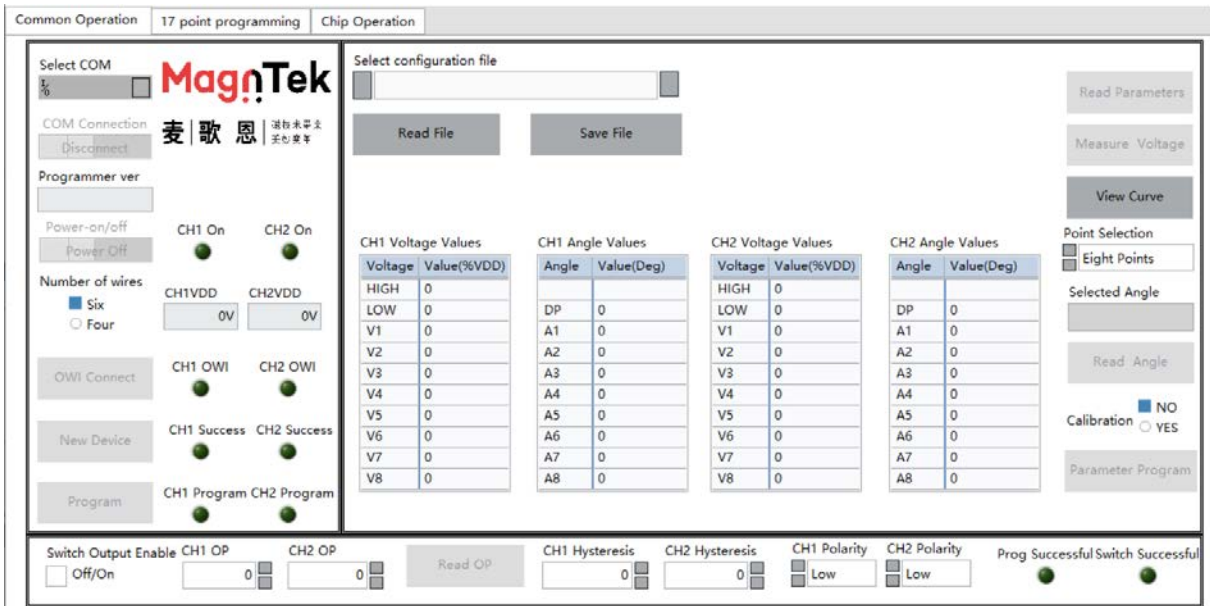 Common Operation
17 point programming
Chip Operation
Select COM
MagnTek
麦歌恩
COM Connection
Disconnect
Programmer ver
Power-on/off
Power Off
CH1 On
CH2 On
Number of wires
Six
Four
CH1VDD
CH2VDD
0V
0V
OWI Connect
CH1 OWI
CH2 OWI
New Device
CH1 Success
CH2 Success
Program
CH1 Program
CH2 Program
Select configuration file
Read File
Save File
CH1 Voltage Values
Voltage Value(%VDD)
HIGH 0
LOW 0
V1 0
V2 0
V3 0
V4 0
V5 0
V6 0
V7 0
V8 0
CH1 Angle Values
Angle Value(Deg)
DP 0
A1 0
A2 0
A3 0
A4 0
A5 0
A6 0
A7 0
A8 0
CH2 Voltage Values
Voltage Value(%VDD)
HIGH 0
LOW 0
V1 0
V2 0
V3 0
V4 0
V5 0
V6 0
V7 0
V8 0
CH2 Angle Values
Angle Value(Deg)
DP 0
A1 0
A2 0
A3 0
A4 0
A5 0
A6 0
A7 0
A8 0
Read Parameters
Measure Voltage
View Curve
Point Selection
Eight Points
Selected Angle
Read Angle
Calibration
NO
YES
Parameter Program
Switch Output Enable
Off/On
CH1 OP
0
CH2 OP
0
Read OP
CH1 Hysteresis
0
CH2 Hysteresis
0
CH1 Polarity
Low
CH2 Polarity
Low
Prog Successful
Switch Successful